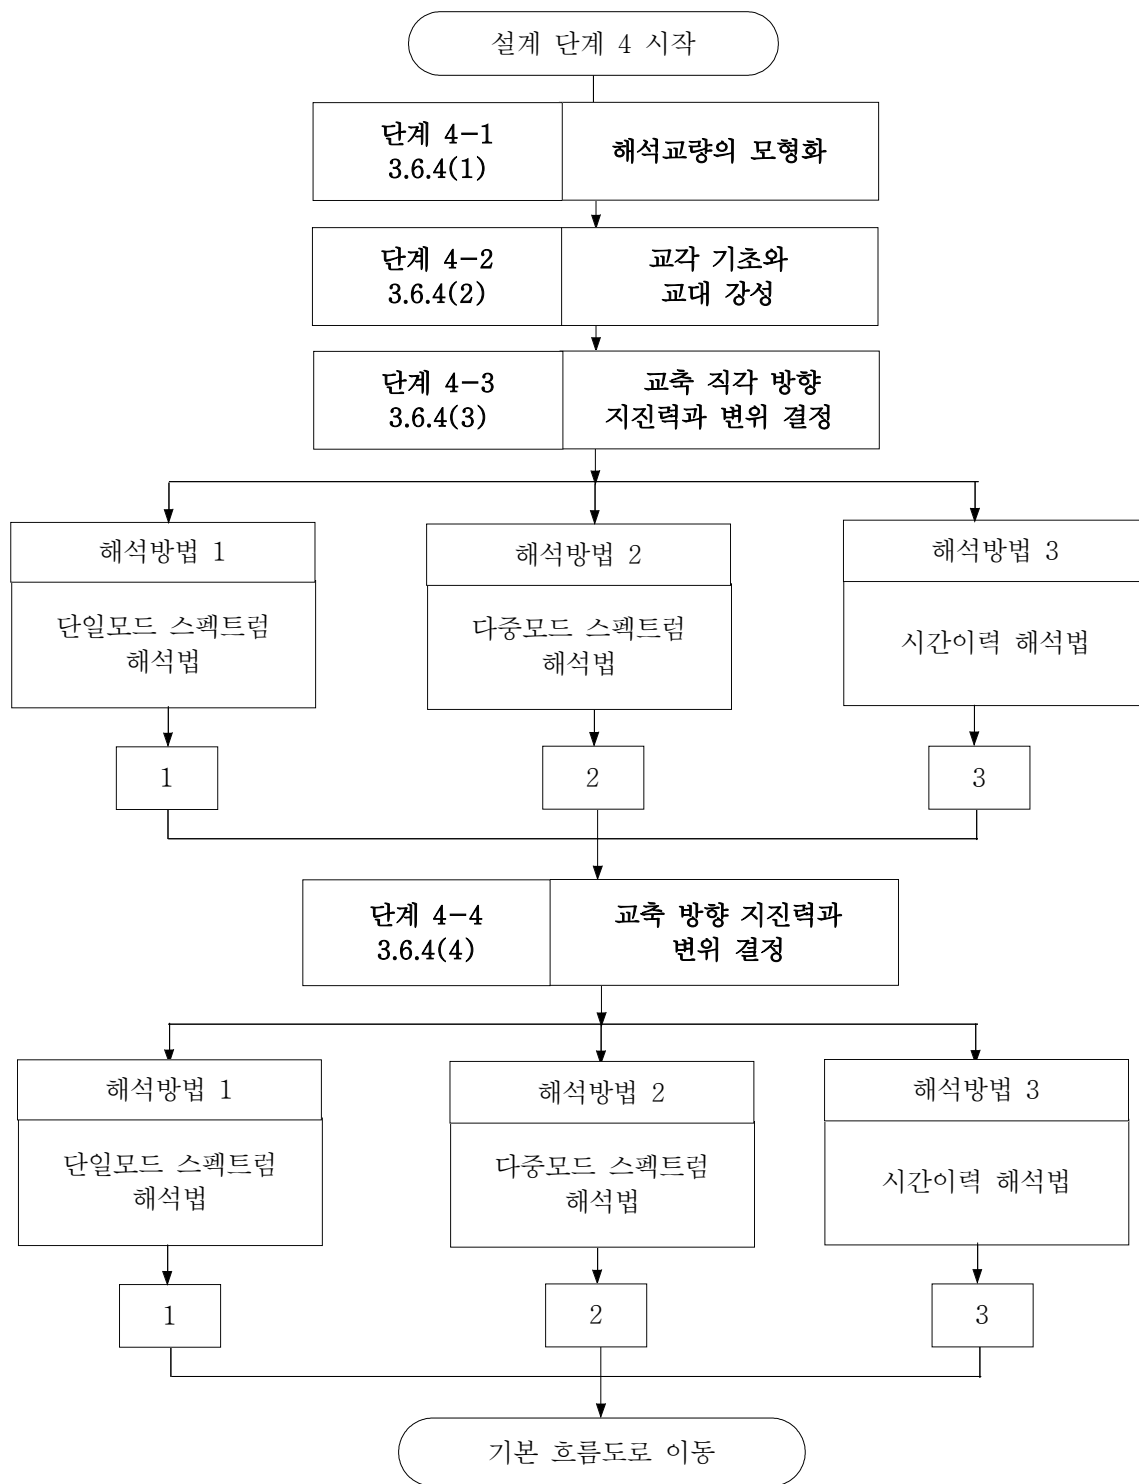 설계 단계 4 시작
단계 4-1
3.6.4(1)
해석교량의 모형화
단계 4-2
3.6.4(2)
교각 기초와
교대 강성
단계 4-3
3.6.4(3)
교축 직각 방향
지진력과 변위 결정
해석방법 1
단일모드 스펙트럼
해석법
1
해석방법 2
다중모드 스펙트럼
해석법
2
해석방법 3
시간이력 해석법
3
단계 4-4
3.6.4(4)
교축 방향 지진력과
변위 결정
해석방법 1
단일모드 스펙트럼
해석법
1
해석방법 2
다중모드 스펙트럼
해석법
2
해석방법 3
시간이력 해석법
3
기본 흐름도로 이동